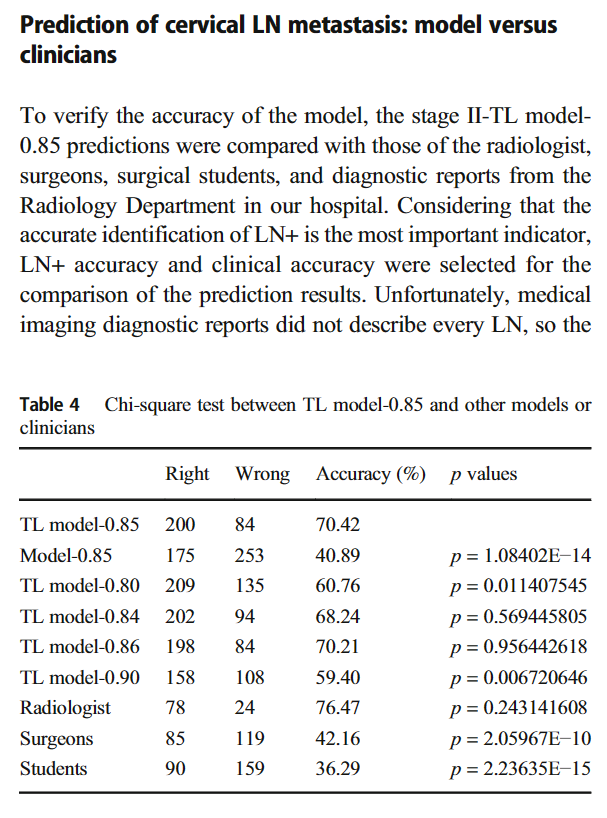 Prediction of cervical LN metastasis: model versus
clinicians
To verify the accuracy of the model, the stage II-TL model-
0.85 predictions were compared with those of the radiologist,
surgeons, surgical students, and diagnostic reports from the
Radiology Department in our hospital. Considering that the
accurate identification of LN+ is the most important indicator,
LN+ accuracy and clinical accuracy were selected for the
comparison of the prediction results. Unfortunately, medical
imaging diagnostic reports did not describe every LN, so the
Table 4 Chi-square test between TL model-0.85 and other models or
clinicians
Right Wrong Accuracy (%) p values
TL model-0.85 200 84 70.42
Model-0.85 175 253 40.89 p = 1.08402E−14
TL model-0.80 209 135 60.76 p = 0.011407545
TL model-0.84 202 94 68.24 p = 0.569445805
TL model-0.86 198 84 70.21 p = 0.956442618
TL model-0.90 158 108 59.40 p = 0.006720646
Radiologist 78 24 76.47 p = 0.243141608
Surgeons 85 119 42.16 p = 2.05967E−10
Students 90 159 36.29 p = 2.23635E−15